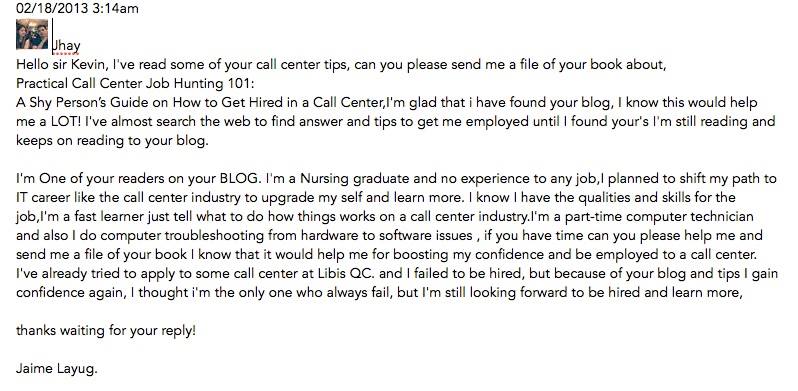 02/18/2013 3:14am
Jhay
Hello sir Kevin, I've read some of your call center tips, can you please send me a file of your book about,
Practical Call Center Job Hunting 101:
A Shy Person's Guide on How to Get Hired in a Call Center,I'm glad that i have found your blog, I know this would help
me a LOT! I've almost search the web to find answer and tips to get me employed until I found your's I'm still reading and
keeps on reading to your blog.
I'm One of your readers on your BLOG. I'm a Nursing graduate and no experience to any job,I planned to shift my path to
IT career like the call center industry to upgrade my self and learn more. I know I have the qualities and skills for the
job,I'm a fast learner just tell what to do how things works on a call center industry.I'm a part-time computer technician
and also I do computer troubleshooting from hardware to software issues , if you have time can you please help me and
send me a file of your book I know that it would help me for boosting my confidence and be employed to a call center.
I've already tried to apply to some call center at Libis QC. and I failed to be hired, but because of your blog and tips I gain
confidence again, I thought i'm the only one who always fail, but I'm still looking forward to be hired and learn more,
thanks waiting for your reply!
Jaime Layug.